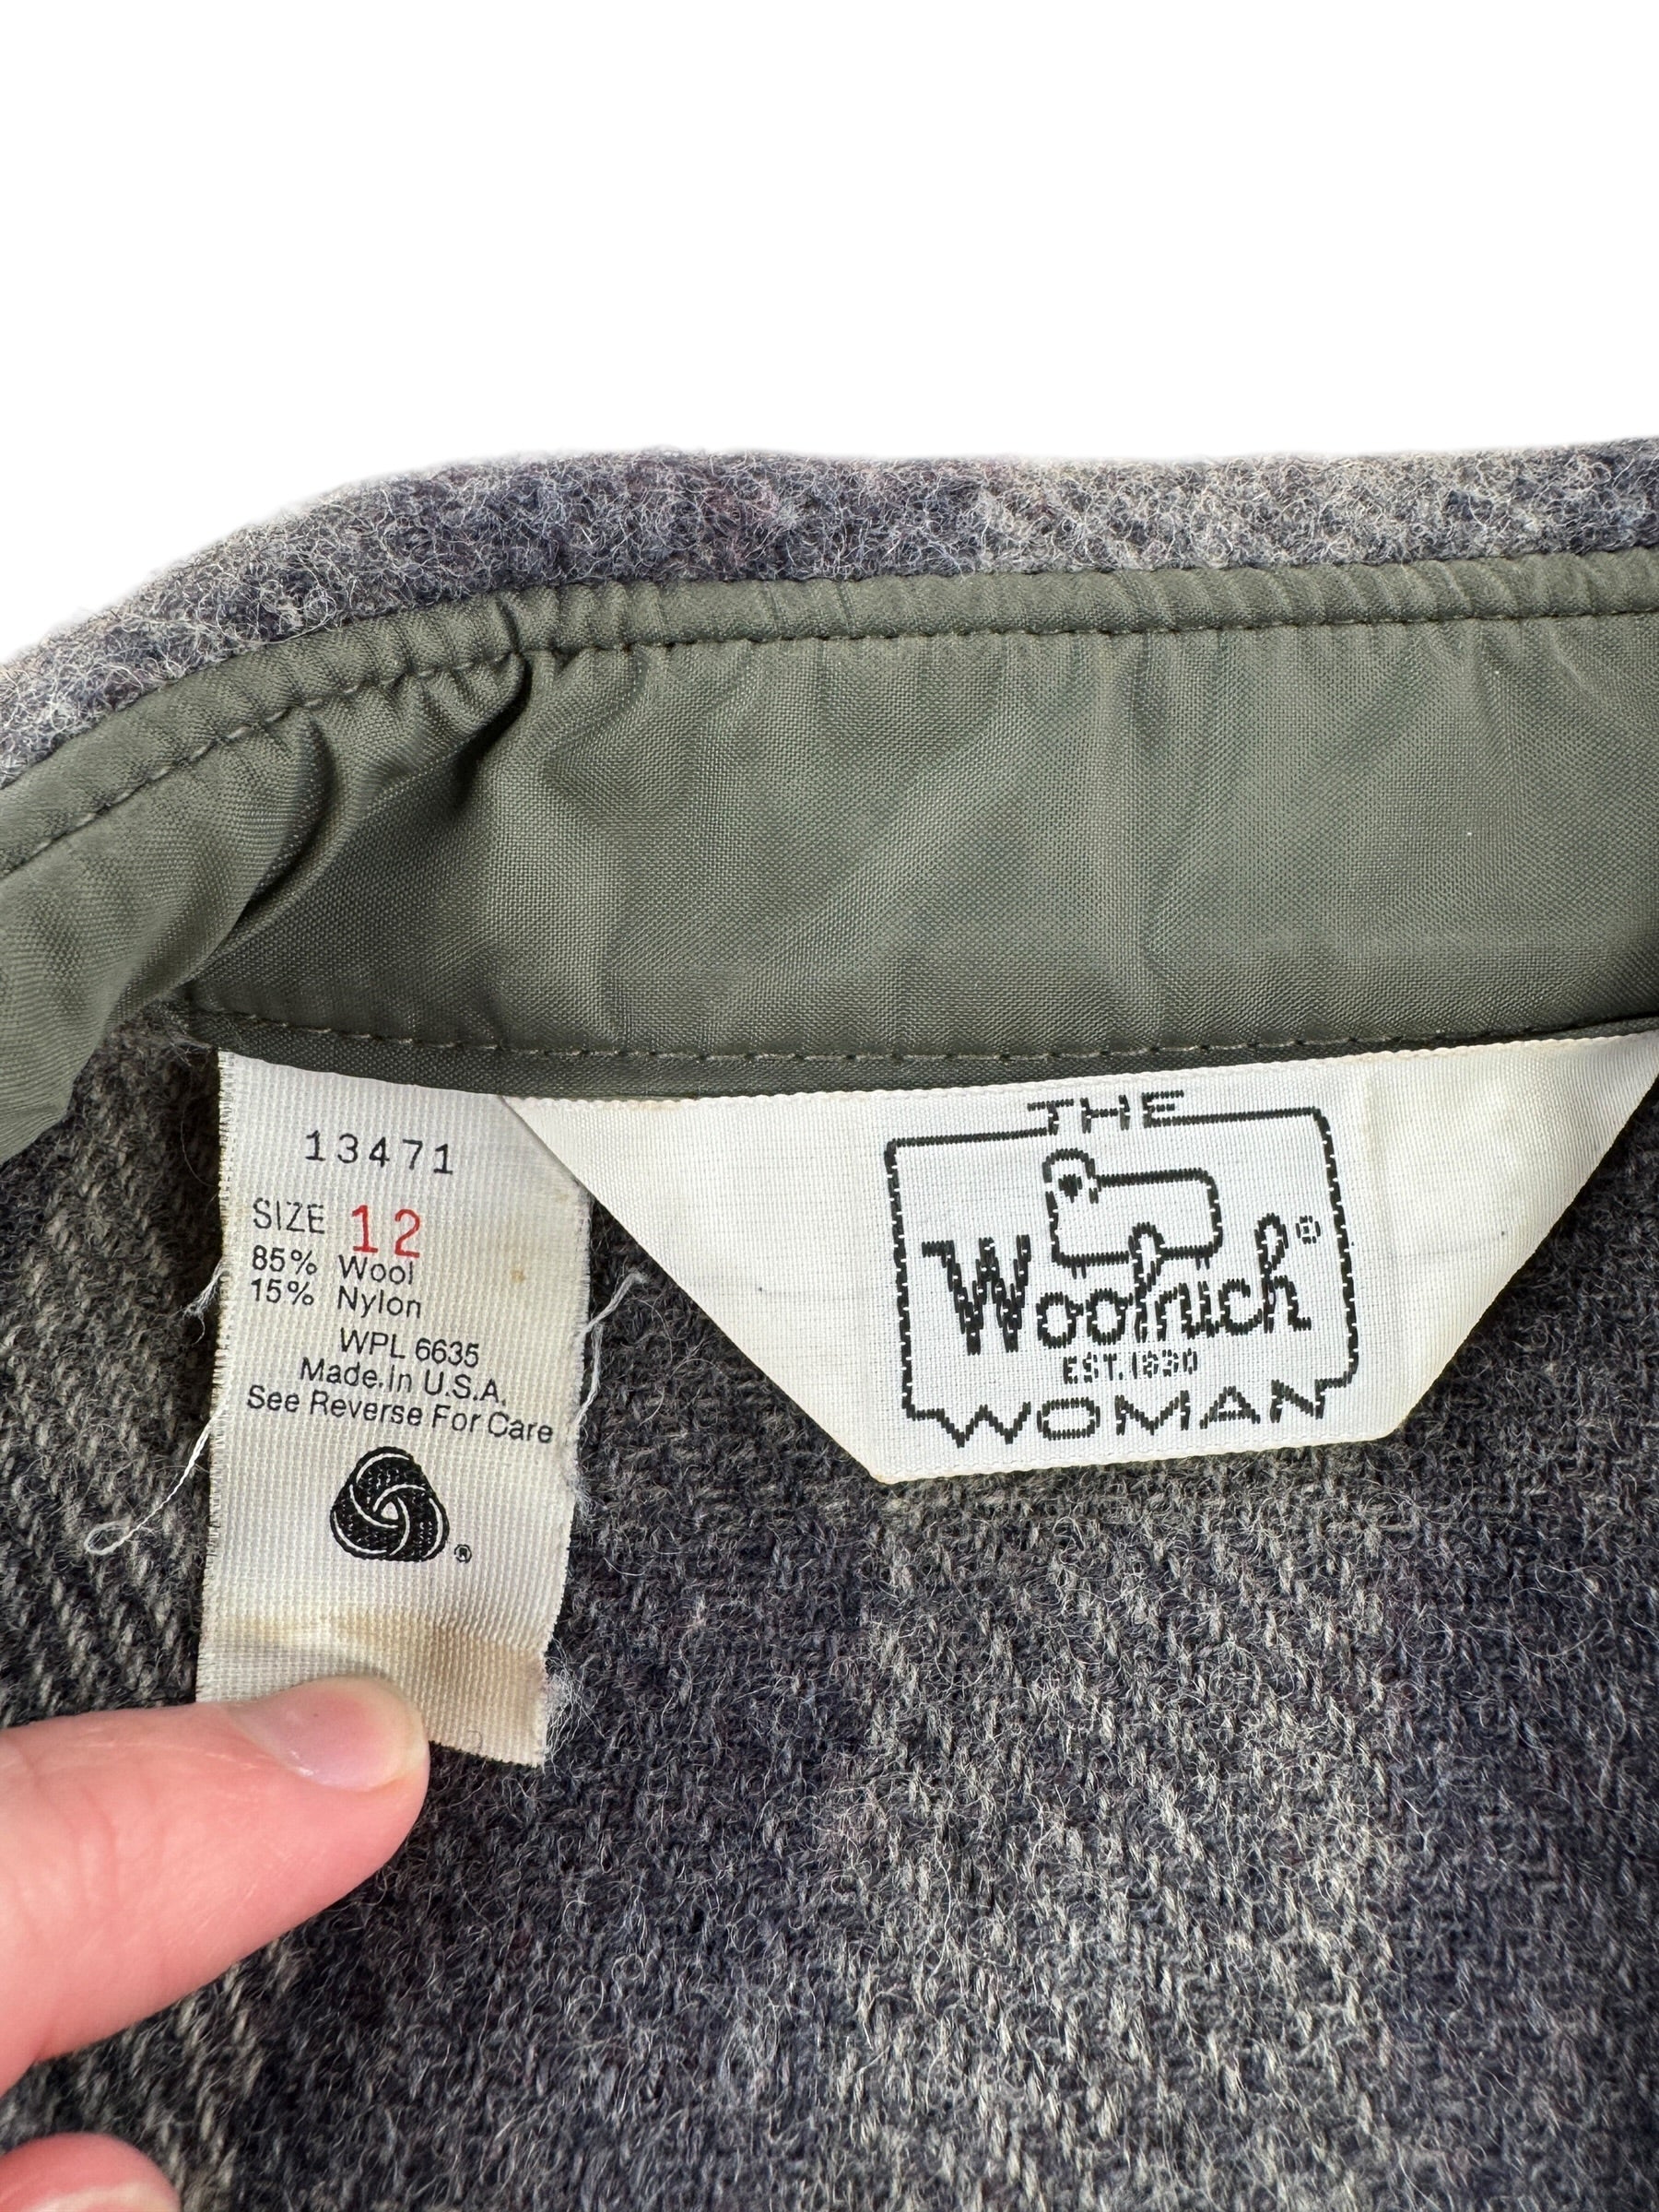 13471
SIZE 12
85% Wool
15% Nylon
WPL 6635
Made In U.S.A.
See Reverse For Care
®
THE
Woolrich®
EST. 1830
WOMAN